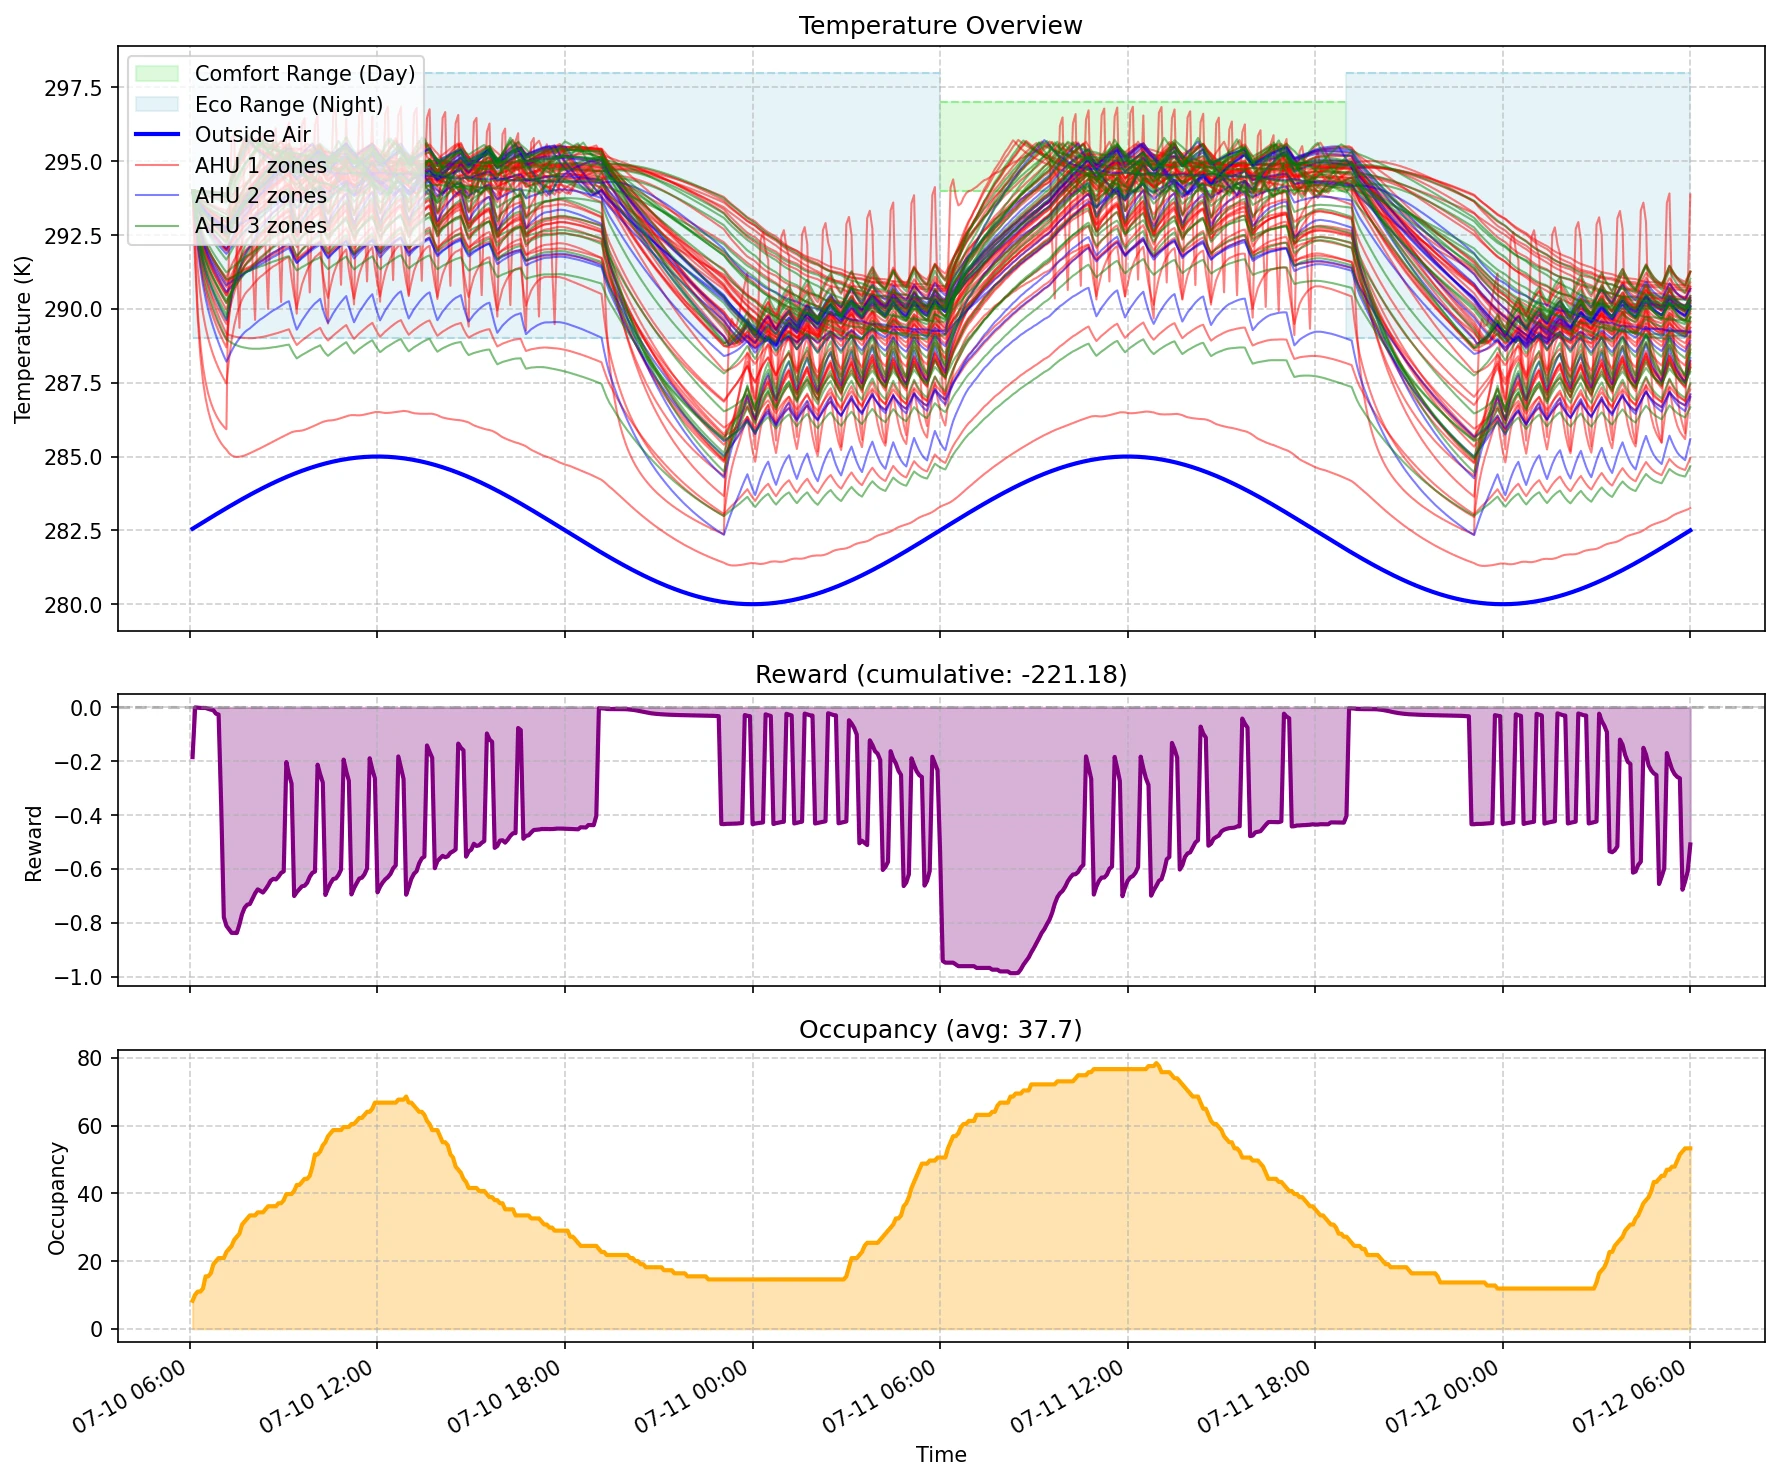 Temperature Overview
Temperature (K)
297.5
295.0
292.5
290.0
287.5
285.0
282.5
280.0
Comfort Range (Day)
Eco Range (Night)
Outside Air
AHU 1 zones
AHU 2 zones
AHU 3 zones
Reward (cumulative: -221.18)
Reward
0.0
−0.2
−0.4
−0.6
−0.8
−1.0
Occupancy (avg: 37.7)
Occupancy
80
60
40
20
0
07-10 06:00
07-10 12:00
07-10 18:00
07-11 00:00
07-11 06:00
07-11 12:00
07-11 18:00
07-12 00:00
07-12 06:00
Time